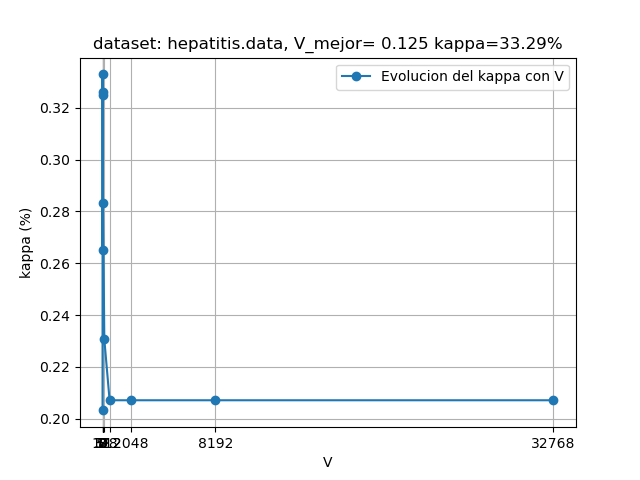 dataset: hepatitis.data, V_mejor= 0.125 kappa=33.29%
Evolucion del kappa con V
0.32
0.30
0.28
0.26
0.24
0.22
0.20
kappa (%)
2048 8192 32768
V